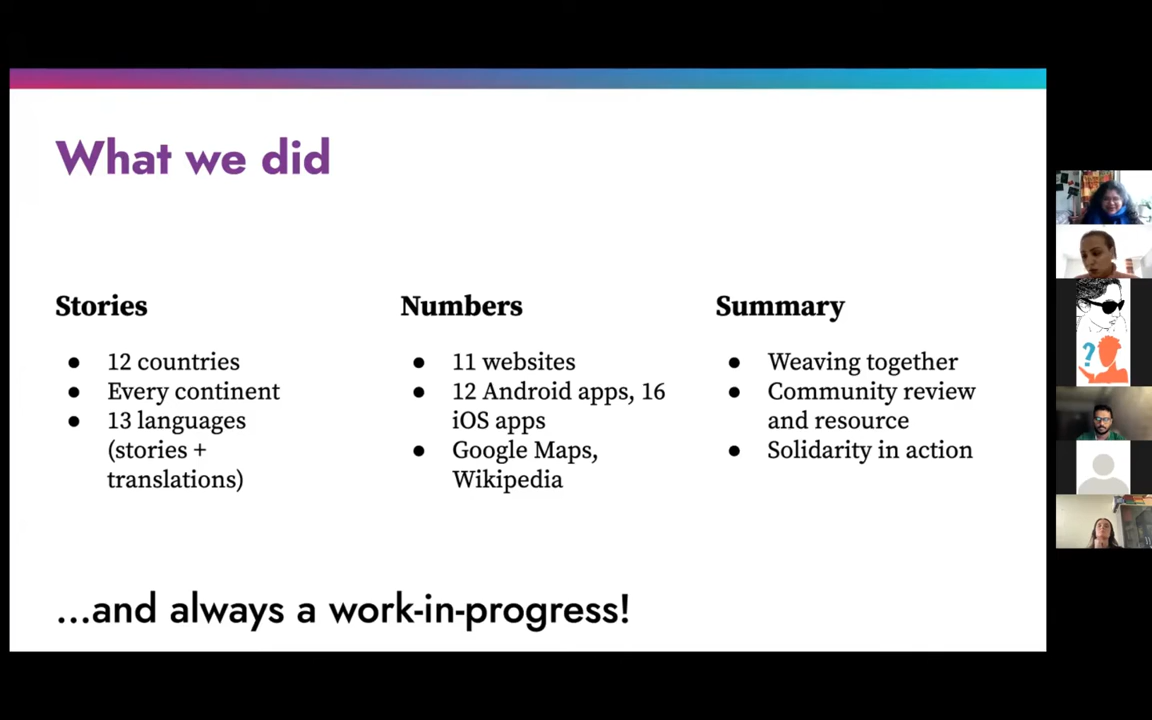 What we did
Stories
● 12 countries
● Every continent
● 13 languages
(stories +
translations)
Numbers
● 11 websites
● 12 Android apps, 16
iOS apps
● Google Maps,
Wikipedia
Summary
● Weaving together
● Community review
and resource
● Solidarity in action
...and always a work-in-progress!
?